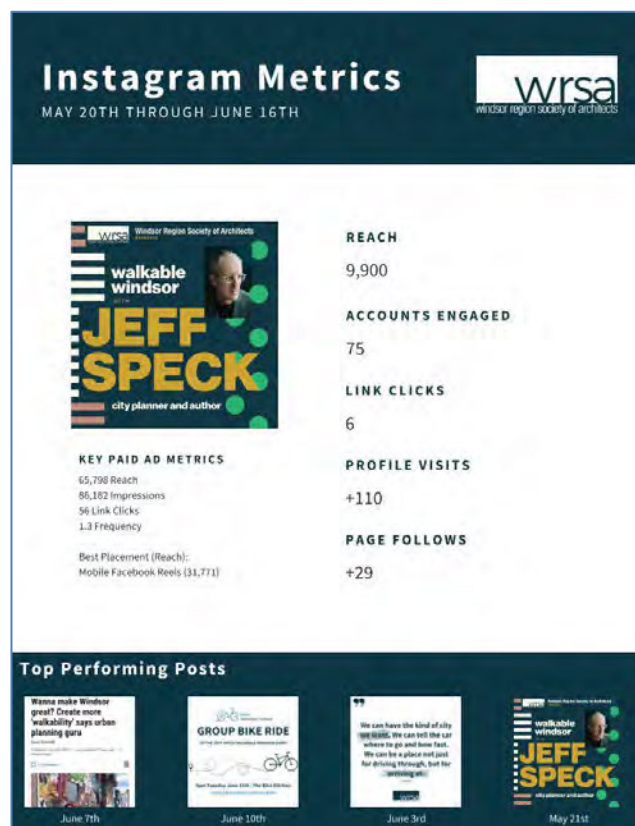 Instagram Metrics
MAY 20TH THROUGH JUNE 16TH
wrsa
windsor region society of architects
wrsa Windsor Region Society of Architects
walkable
windsor
WITH
JEFF
SPECK
city planner and author
REACH
9,900
ACCOUNTS ENGAGED
75
LINK CLICKS
6
PROFILE VISITS
+110
PAGE FOLLOWS
+29
KEY PAID AD METRICS
65,798 Reach
86,182 Impressions
56 Link Clicks
1.3 Frequency
Best Placement (Reach):
Mobile Facebook Reels (31,771)
Top Performing Posts
Wanna make Windsor
great? Create more
'walkability' says urban
planning guru
June 7th
GROUP BIKE RIDE
June 10th
We can have the kind of city
we want. We can tell the car
where to go and how fast.
We can be a place not just
for driving through, but for
arriving at.
wrsa
June 3rd
walkable
windsor
JEFF
SPECK
city planner and author
May 21st